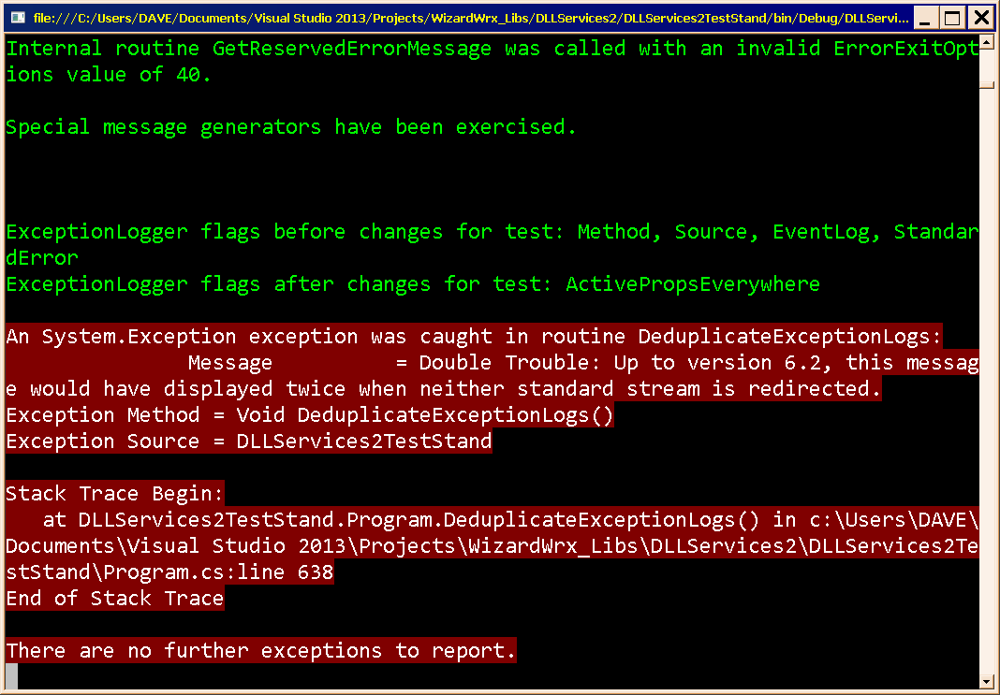 file:///C:/Users/DAVE/Documents/Visual Studio 2013/Projects/WizardWrx_Libs/DLLServices2/DLLServices2TestStand/bin/Debug/DLLServi...
Internal routine GetReservedErrorMessage was called with an invalid ErrorExitOpt
ions value of 40.
Special message generators have been exercised.
ExceptionLogger flags before changes for test: Method, Source, EventLog, Standar
dError
ExceptionLogger flags after changes for test: ActivePropsEverywhere
An System.Exception exception was caught in routine DeduplicateExceptionLogs:
Message = Double Trouble: Up to version 6.2, this messag
e would have displayed twice when neither standard stream is redirected.
Exception Method = Void DeduplicateExceptionLogs()
Exception Source = DLLServices2TestStand
Stack Trace Begin:
at DLLServices2TestStand.Program.DeduplicateExceptionLogs() in c:\Users\DAVE\
Documents\Visual Studio 2013\Projects\WizardWrx_Libs\DLLServices2\DLLServices2Te
stStand\Program.cs:line 638
End of Stack Trace
There are no further exceptions to report.